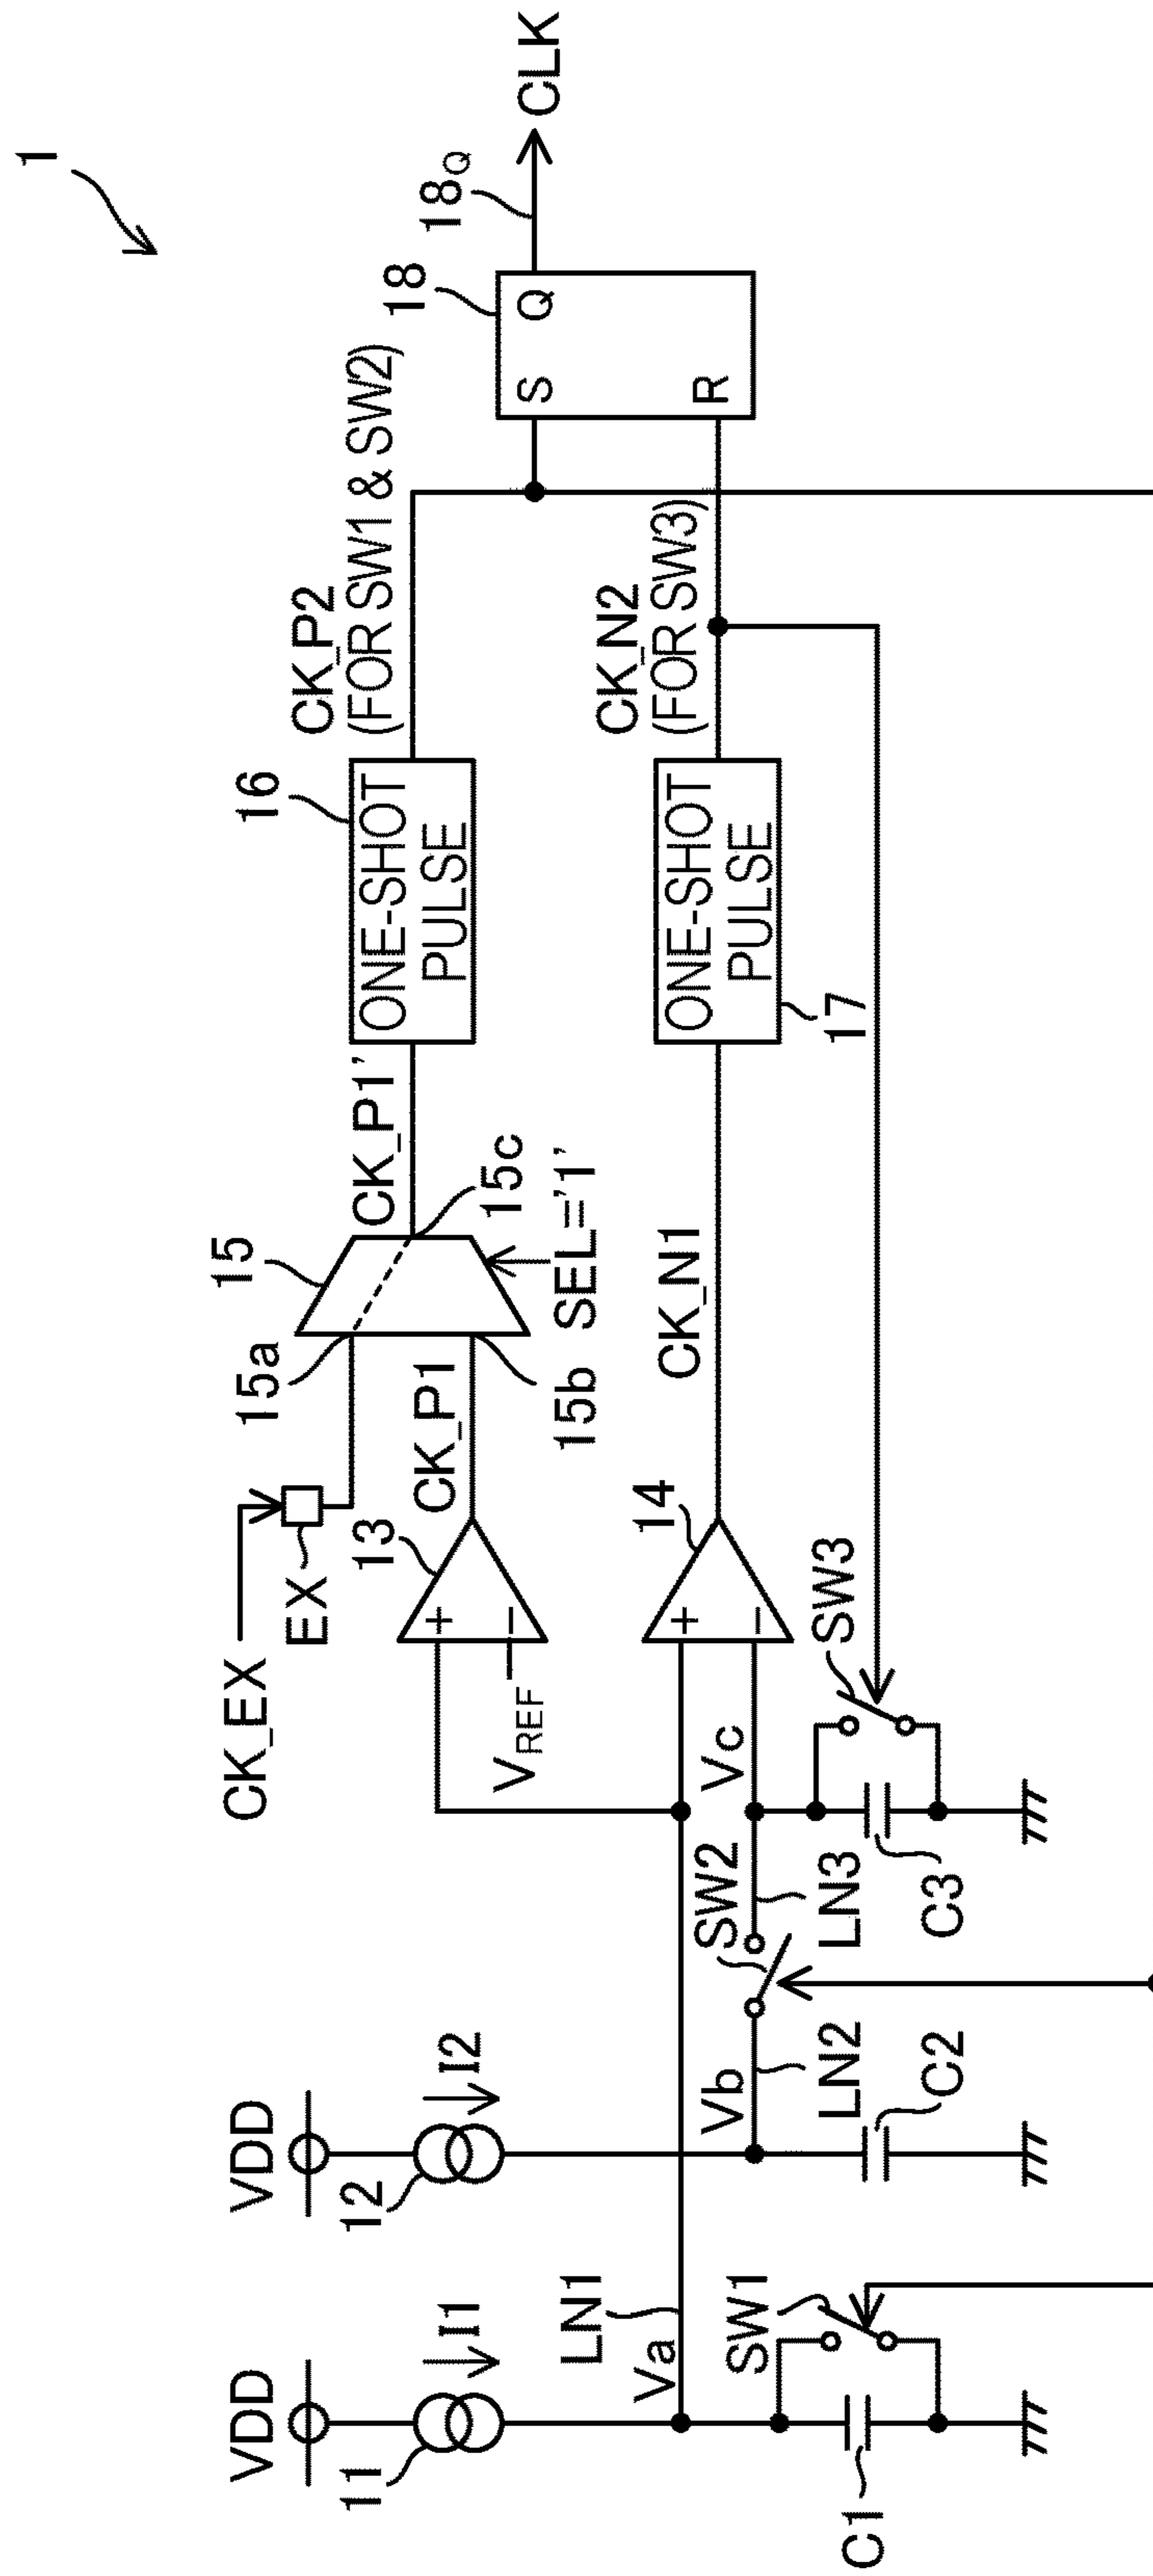 1
VDD
VDD
CK_EX
EX
15a
15
16
CK_P2
(FOR SW1 & SW2)
18
18Q
CLK
11
I1
12
I2
13
+
−
VREF
CK_P1
15b
15c
SEL='1'
CK_P1'
ONE-SHOT
PULSE
S
Q
R
LN1
Va
14
+
−
CK_N1
ONE-SHOT
PULSE
17
CK_N2
(FOR SW3)
SW1
C1
Vb
LN2
C2
SW2
LN3
Vc
C3
SW3